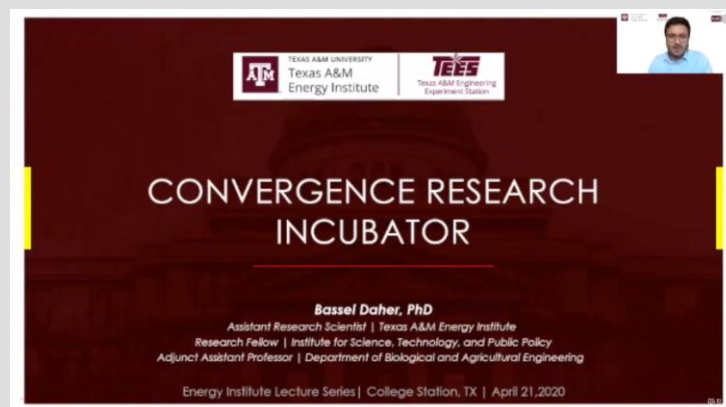 TEXAS A&M UNIVERSITY
Texas A&M
Energy Institute
TEES
Texas A&M Engineering
Experiment Station
CONVERGENCE RESEARCH
INCUBATOR
Bassel Daher, PhD
Assistant Research Scientist | Texas A&M Energy Institute
Research Fellow | Institute for Science, Technology, and Public Policy
Adjunct Assistant Professor | Department of Biological and Agricultural Engineering
Energy Institute Lecture Series| College Station, TX | April 21,2020